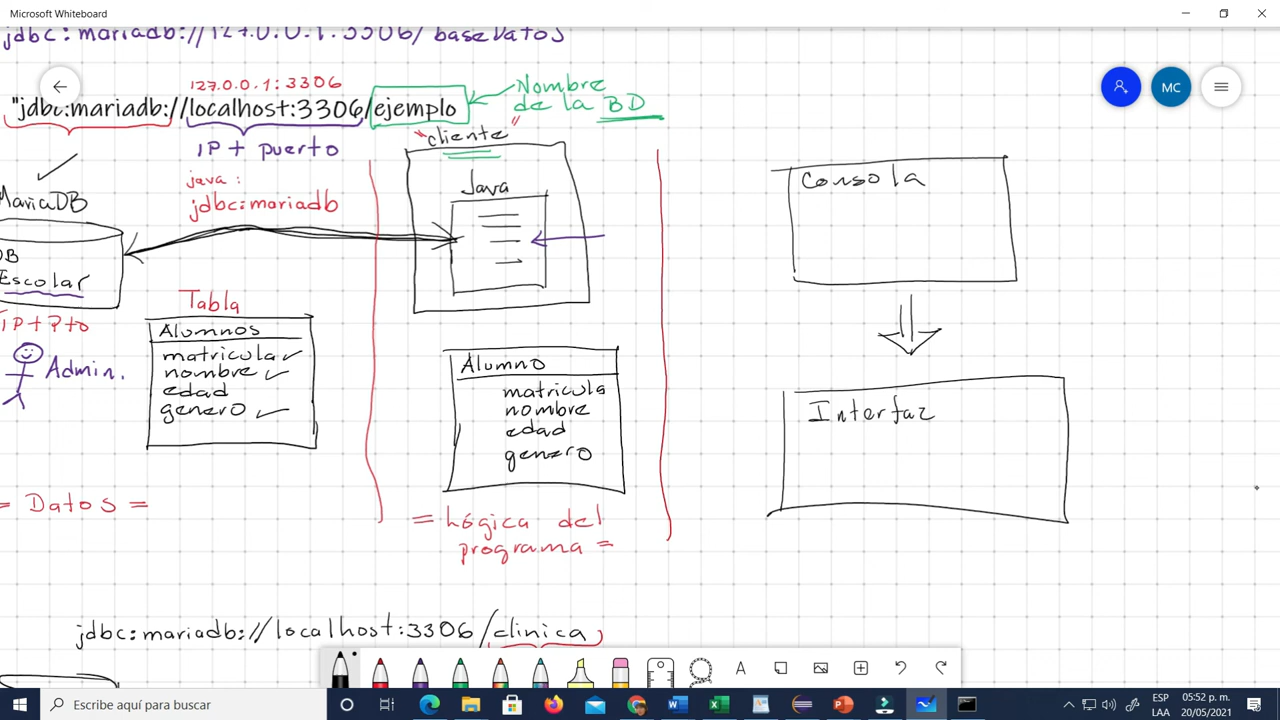 Microsoft Whiteboard
jdbc:mariadb://127.0.0.1:3306/baseDatos
127.0.0.1:3306
"jdbc:mariadb://localhost:3306/ejemplo
Nombre
de la BD
IP + puerto
"cliente"
java:
jdbc:mariadb
MariaDB
DB
Escolar
IP + Pto
Admin.
Tabla
Alumnos
matricula
nombre
edad
genero
= Datos =
Java
Alumno
matricula
nombre
edad
genero
= Lógica del
programa =
Consola
Interfaz
jdbc:mariadb://localhost:3306/clinica
MC
A
Escribe aquí para buscar
ESP
LAA
05:52 p. m.
20/05/2021